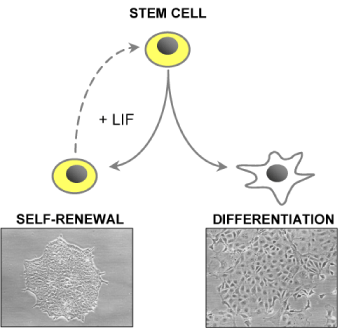 STEM CELL
+ LIF
SELF-RENEWAL
DIFFERENTIATION